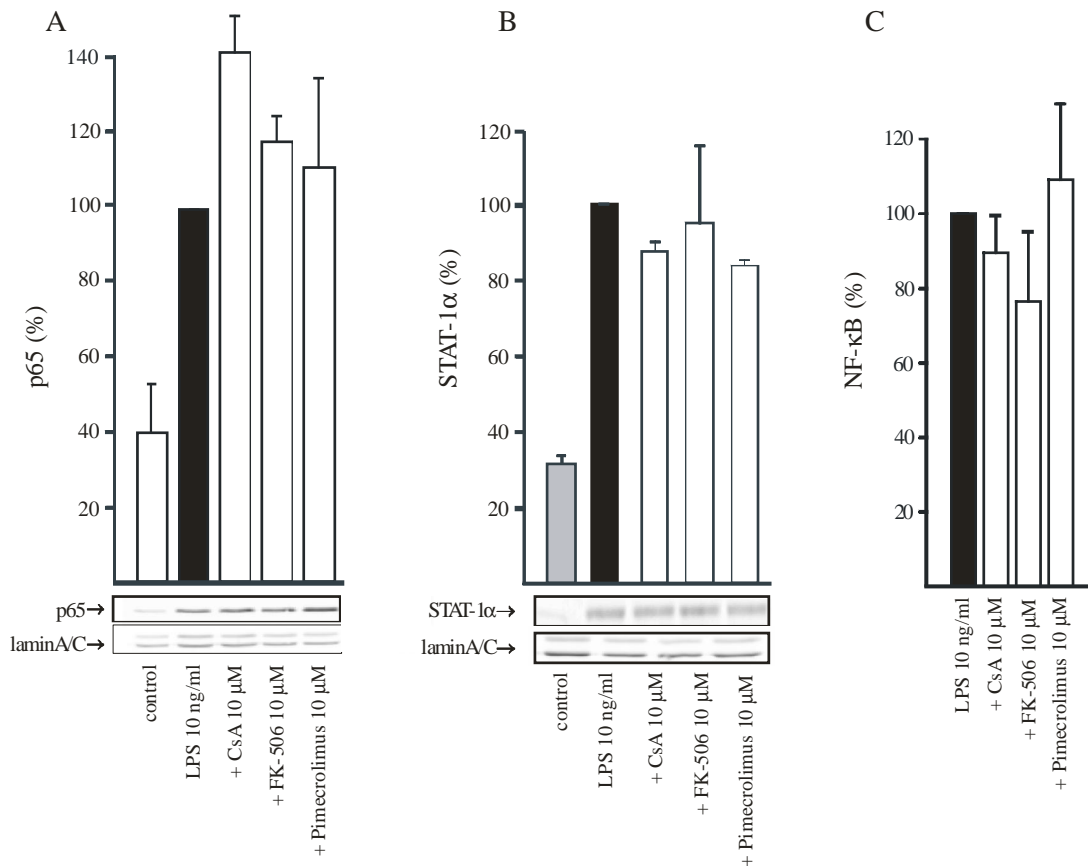 A
p65 (%)
140
120
100
80
60
40
20
p65→
laminA/C→
control
LPS 10 ng/ml
+ CsA 10 μM
+ FK-506 10 μM
+ Pimecrolimus 10 μM
B
STAT-1α (%)
120
100
80
60
40
20
STAT-1α→
laminA/C→
control
LPS 10 ng/ml
+ CsA 10 μM
+ FK-506 10 μM
+ Pimecrolimus 10 μM
C
NF-κB (%)
120
100
80
60
40
20
LPS 10 ng/ml
+ CsA 10 μM
+ FK-506 10 μM
+ Pimecrolimus 10 μM